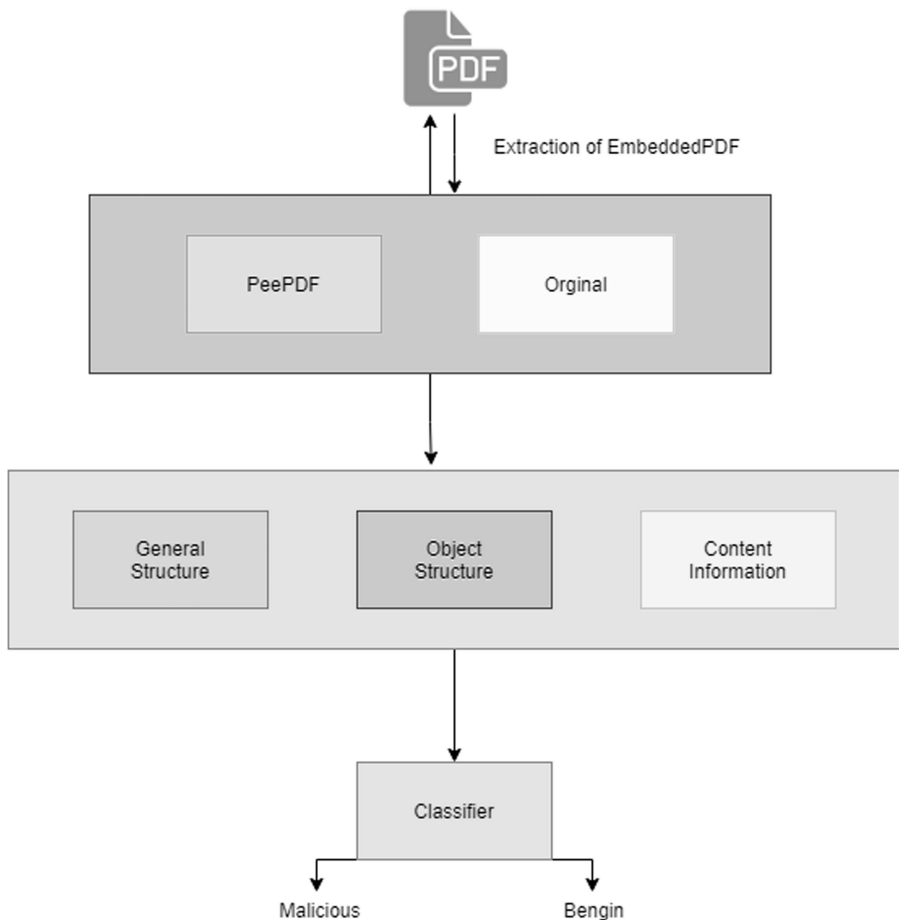 PDF
Extraction of EmbeddedPDF
PeePDF
Orginal
General
Structure
Object
Structure
Content
Information
Classifier
Malicious
Bengin